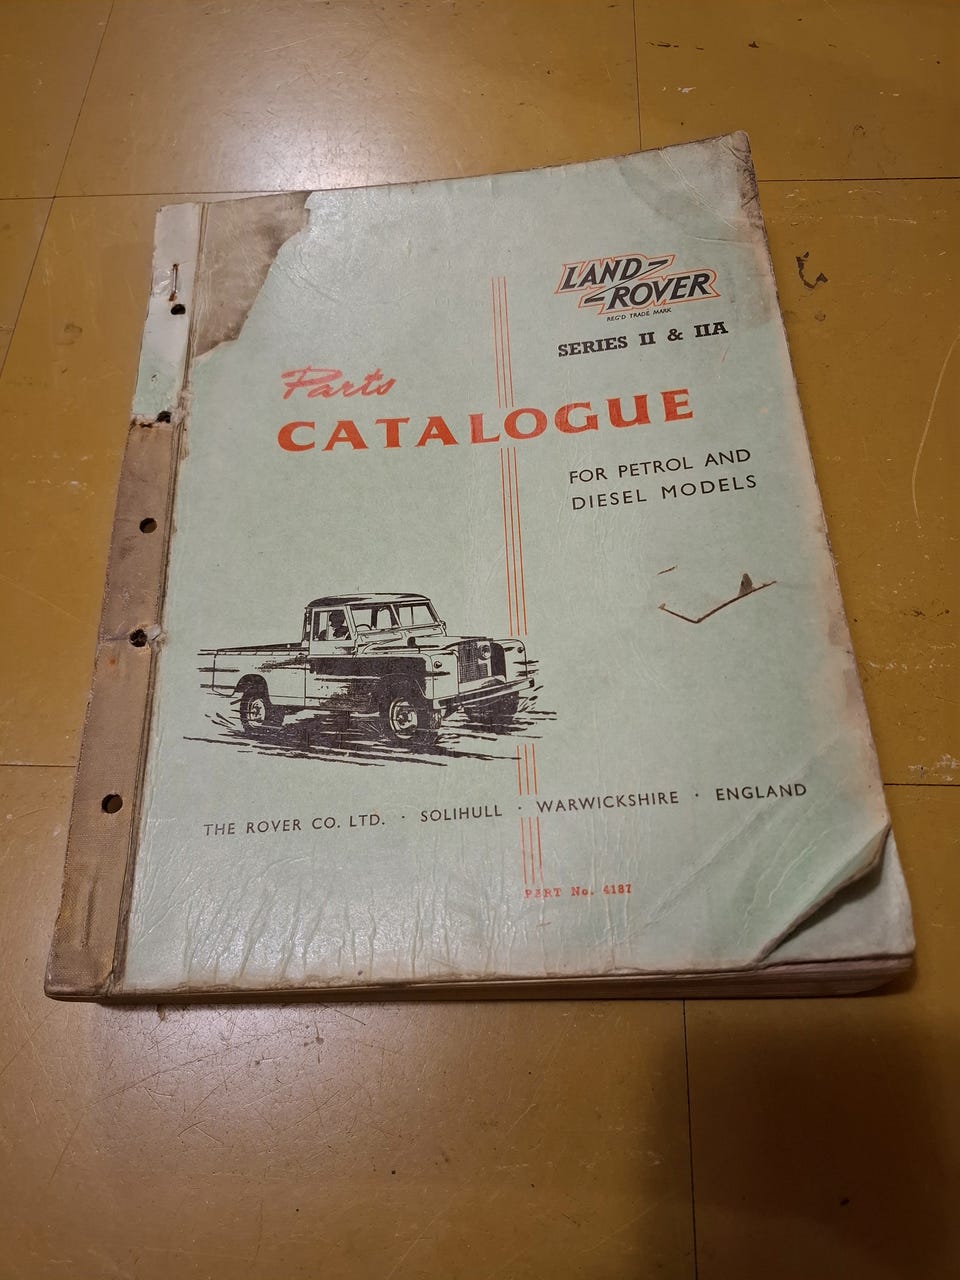 LAND
ROVER
REG'D TRADE MARK
SERIES II & IIA
Parts
CATALOGUE
FOR PETROL AND
DIESEL MODELS
THE ROVER CO. LTD. · SOLIHULL · WARWICKSHIRE · ENGLAND
PART No. 4187